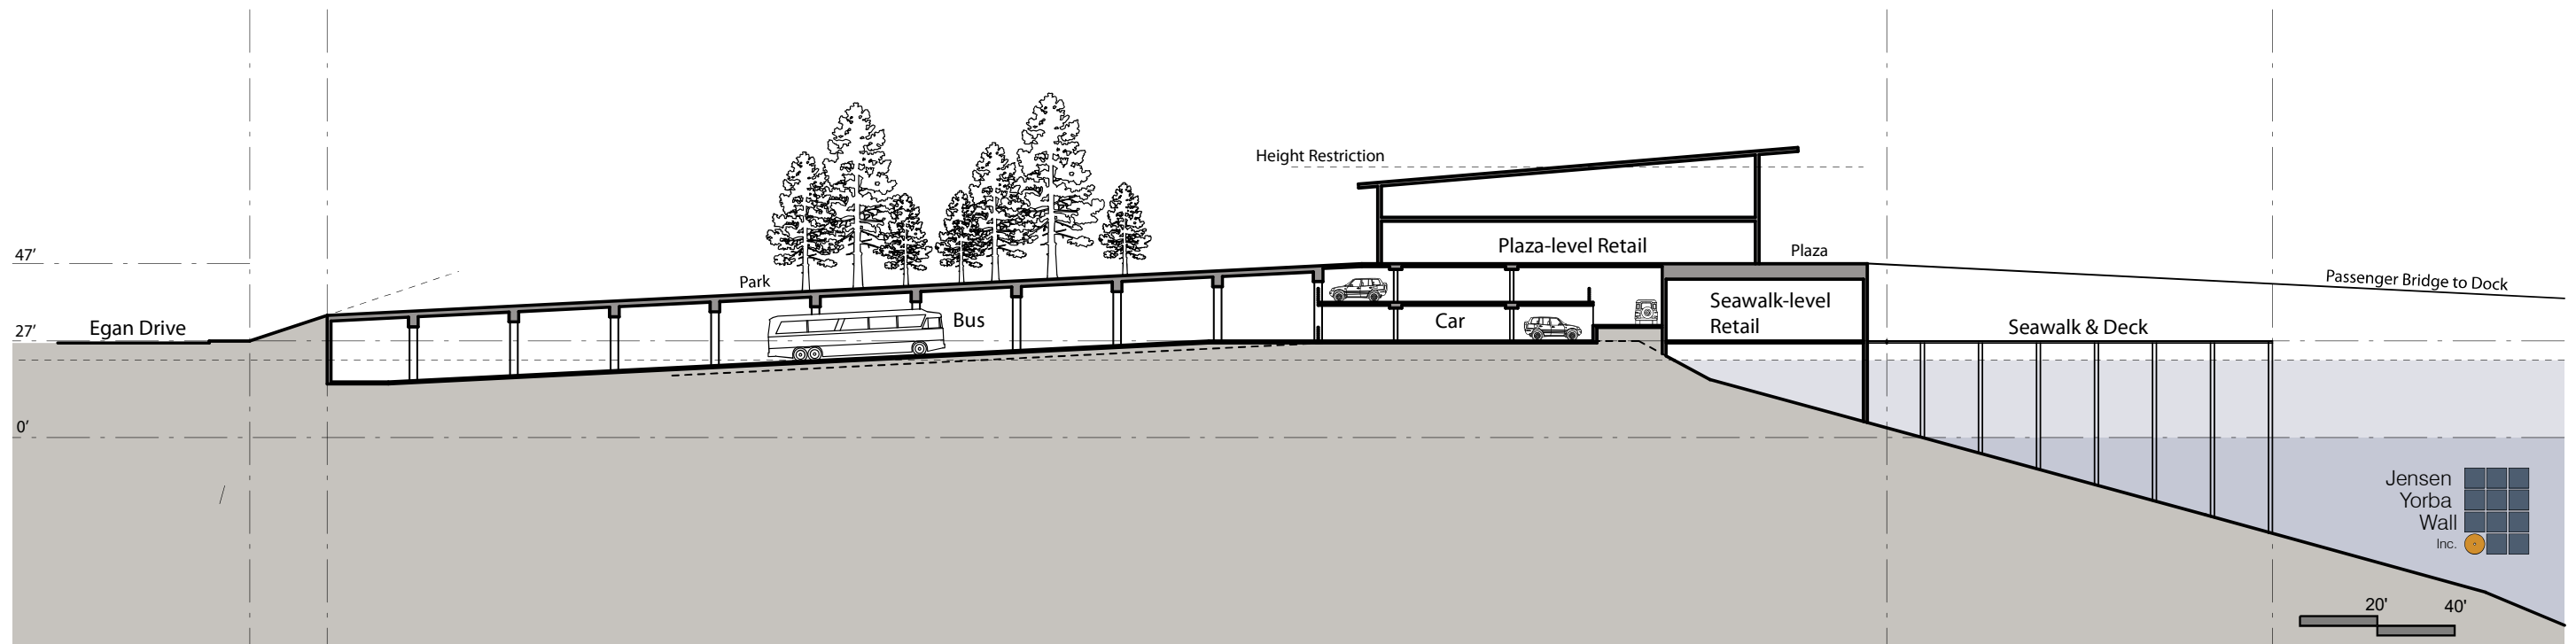 Height Restriction
47′
Plaza-level Retail
Plaza
Park
Passenger Bridge to Dock
Egan Drive
27′
Bus
Car
Seawalk-level
Retail
Seawalk & Deck
0′
Jensen
Yorba
Wall
Inc.
20'
40'